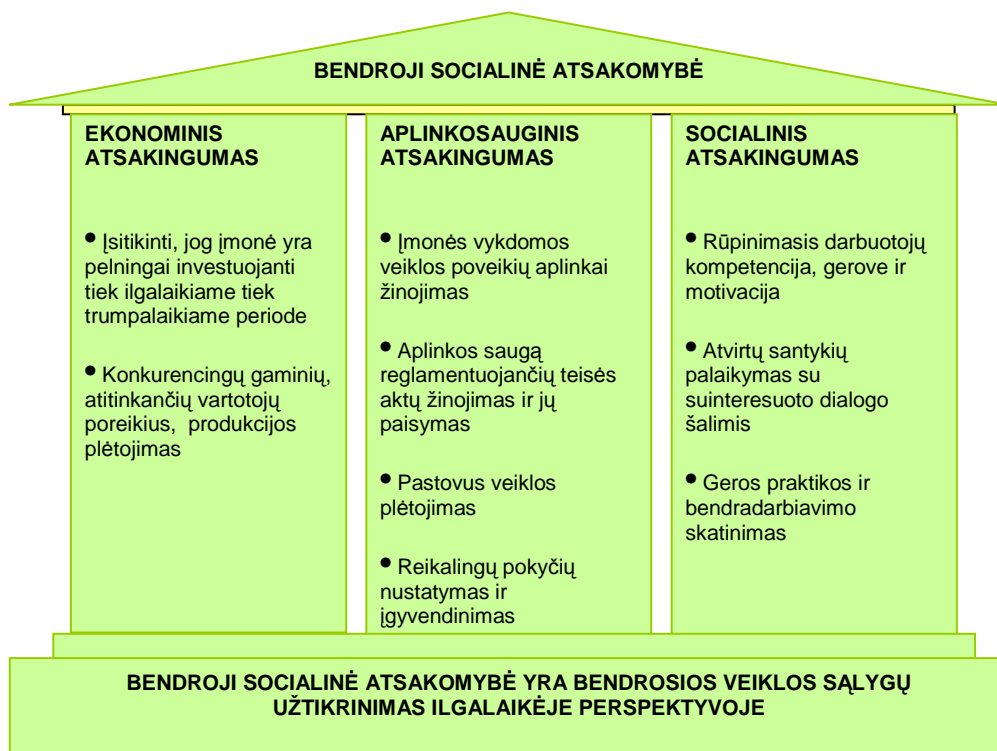 BENDROJI SOCIALINĖ ATSAKOMYBĖ
EKONOMINIS
ATSAKINGUMAS
• Įsitikinti, jog įmonė yra
pelningai investuojanti
tiek ilgalaikiame tiek
trumpalaikiame periode
• Konkurencingų gaminių,
atitinkančių vartotojų
poreikius, produkcijos
plėtojimas
APLINKOSAUGINIS
ATSAKINGUMAS
• Įmonės vykdomos
veiklos poveikių aplinkai
žinojimas
• Aplinkos saugą
reglamentuojančių teisės
aktų žinojimas ir jų
paisymas
• Pastovus veiklos
plėtojimas
• Reikalingų pokyčių
nustatymas ir
įgyvendinimas
SOCIALINIS
ATSAKINGUMAS
• Rūpinimasis darbuotojų
kompetencija, gerove ir
motivacija
• Atvirtų santykių
palaikymas su
suinteresuoto dialogo
šalimis
• Geros praktikos ir
bendradarbiavimo
skatinimas
BENDROJI SOCIALINĖ ATSAKOMYBĖ YRA BENDROSIOS VEIKLOS SĄLYGŲ
UŽTIKRINIMAS ILGALAIKĖJE PERSPEKTYVOJE